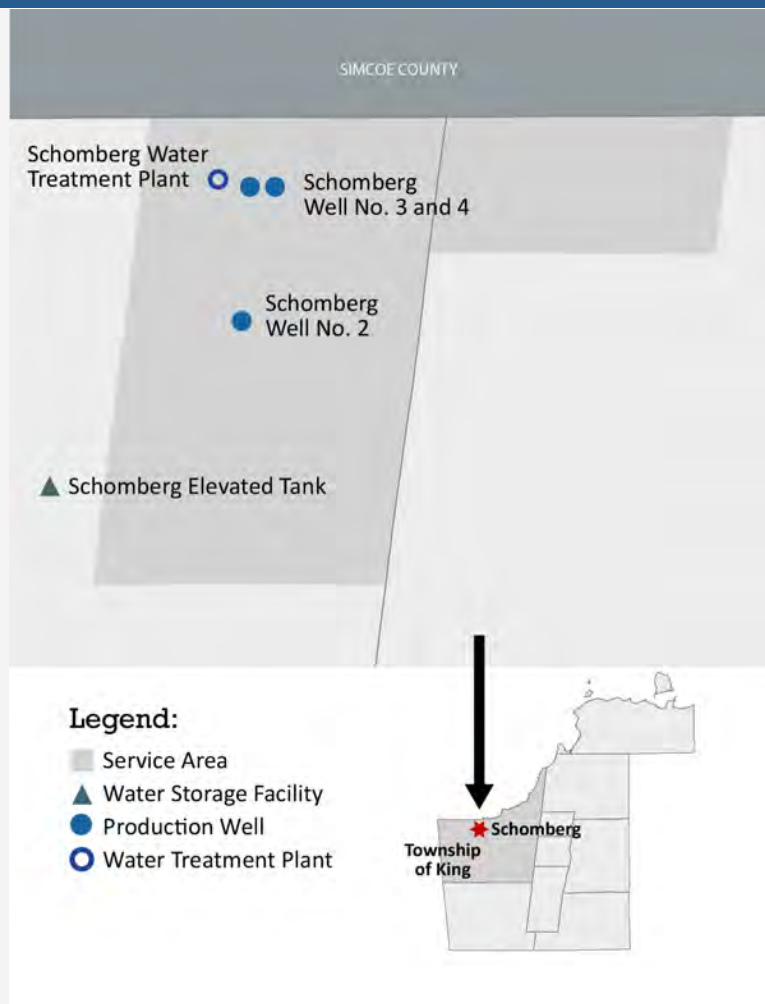 SIMCOE COUNTY
Schomberg Water
Treatment Plant
Schomberg
Well No. 3 and 4
Schomberg
Well No. 2
Schomberg Elevated Tank
Legend:
Service Area
Water Storage Facility
Production Well
Water Treatment Plant
Schomberg
Township
of King